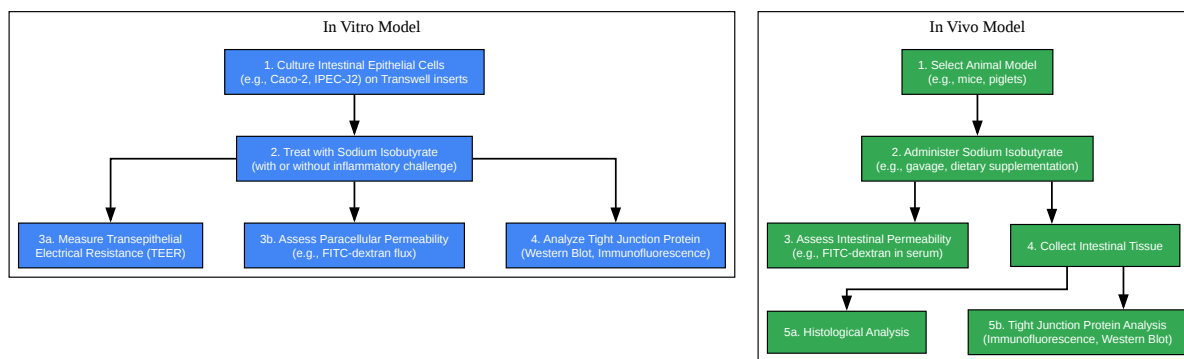 In Vitro Model
1. Culture Intestinal Epithelial Cells
(e.g., Caco-2, IPEC-J2) on Transwell inserts
2. Treat with Sodium Isobutyrate
(with or without inflammatory challenge)
3a. Measure Transepithelial
Electrical Resistance (TEER)
3b. Assess Paracellular Permeability
(e.g., FITC-dextran flux)
4. Analyze Tight Junction Protein
(Western Blot, Immunofluorescence)
In Vivo Model
1. Select Animal Model
(e.g., mice, piglets)
2. Administer Sodium Isobutyrate
(e.g., gavage, dietary supplementation)
3. Assess Intestinal Permeability
(e.g., FITC-dextran in serum)
4. Collect Intestinal Tissue
5a. Histological Analysis
5b. Tight Junction Protein Analysis
(Immunofluorescence, Western Blot)